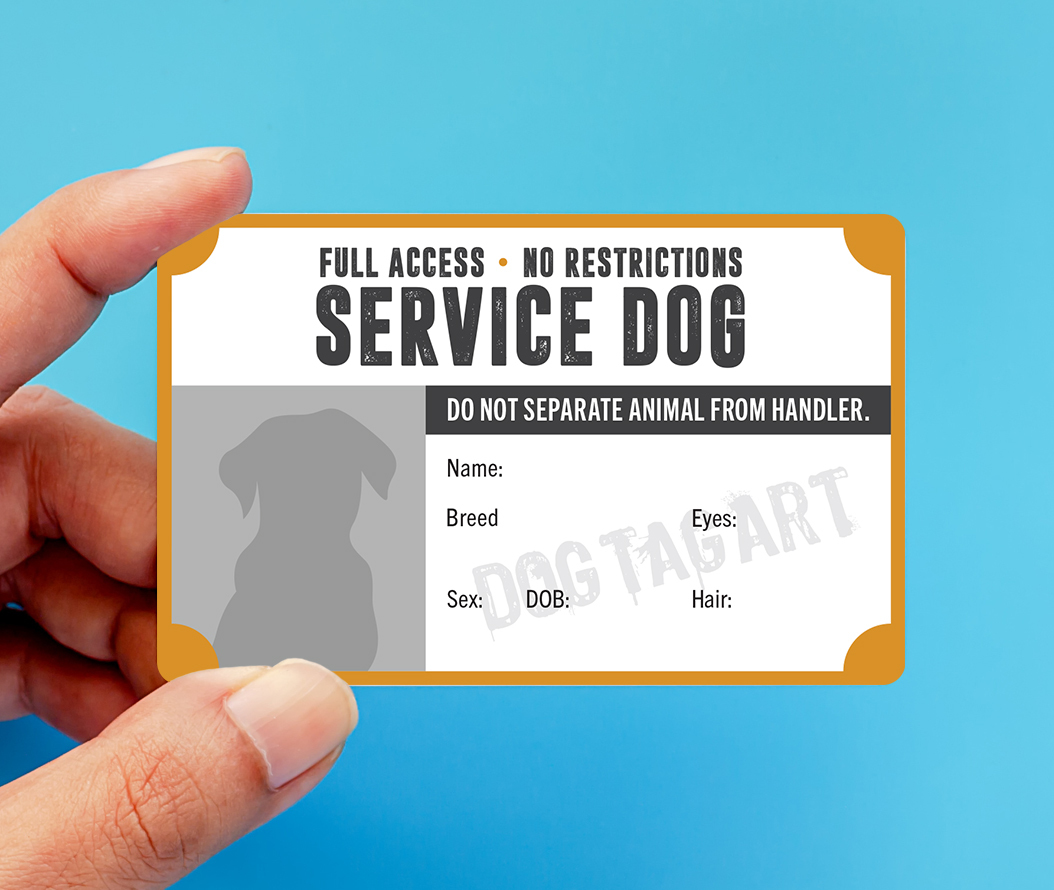 FULL ACCESS • NO RESTRICTIONS
SERVICE DOG
DO NOT SEPARATE ANIMAL FROM HANDLER.
Name:
Breed
Eyes:
Sex:
DOB:
Hair:
DOG TAG ART